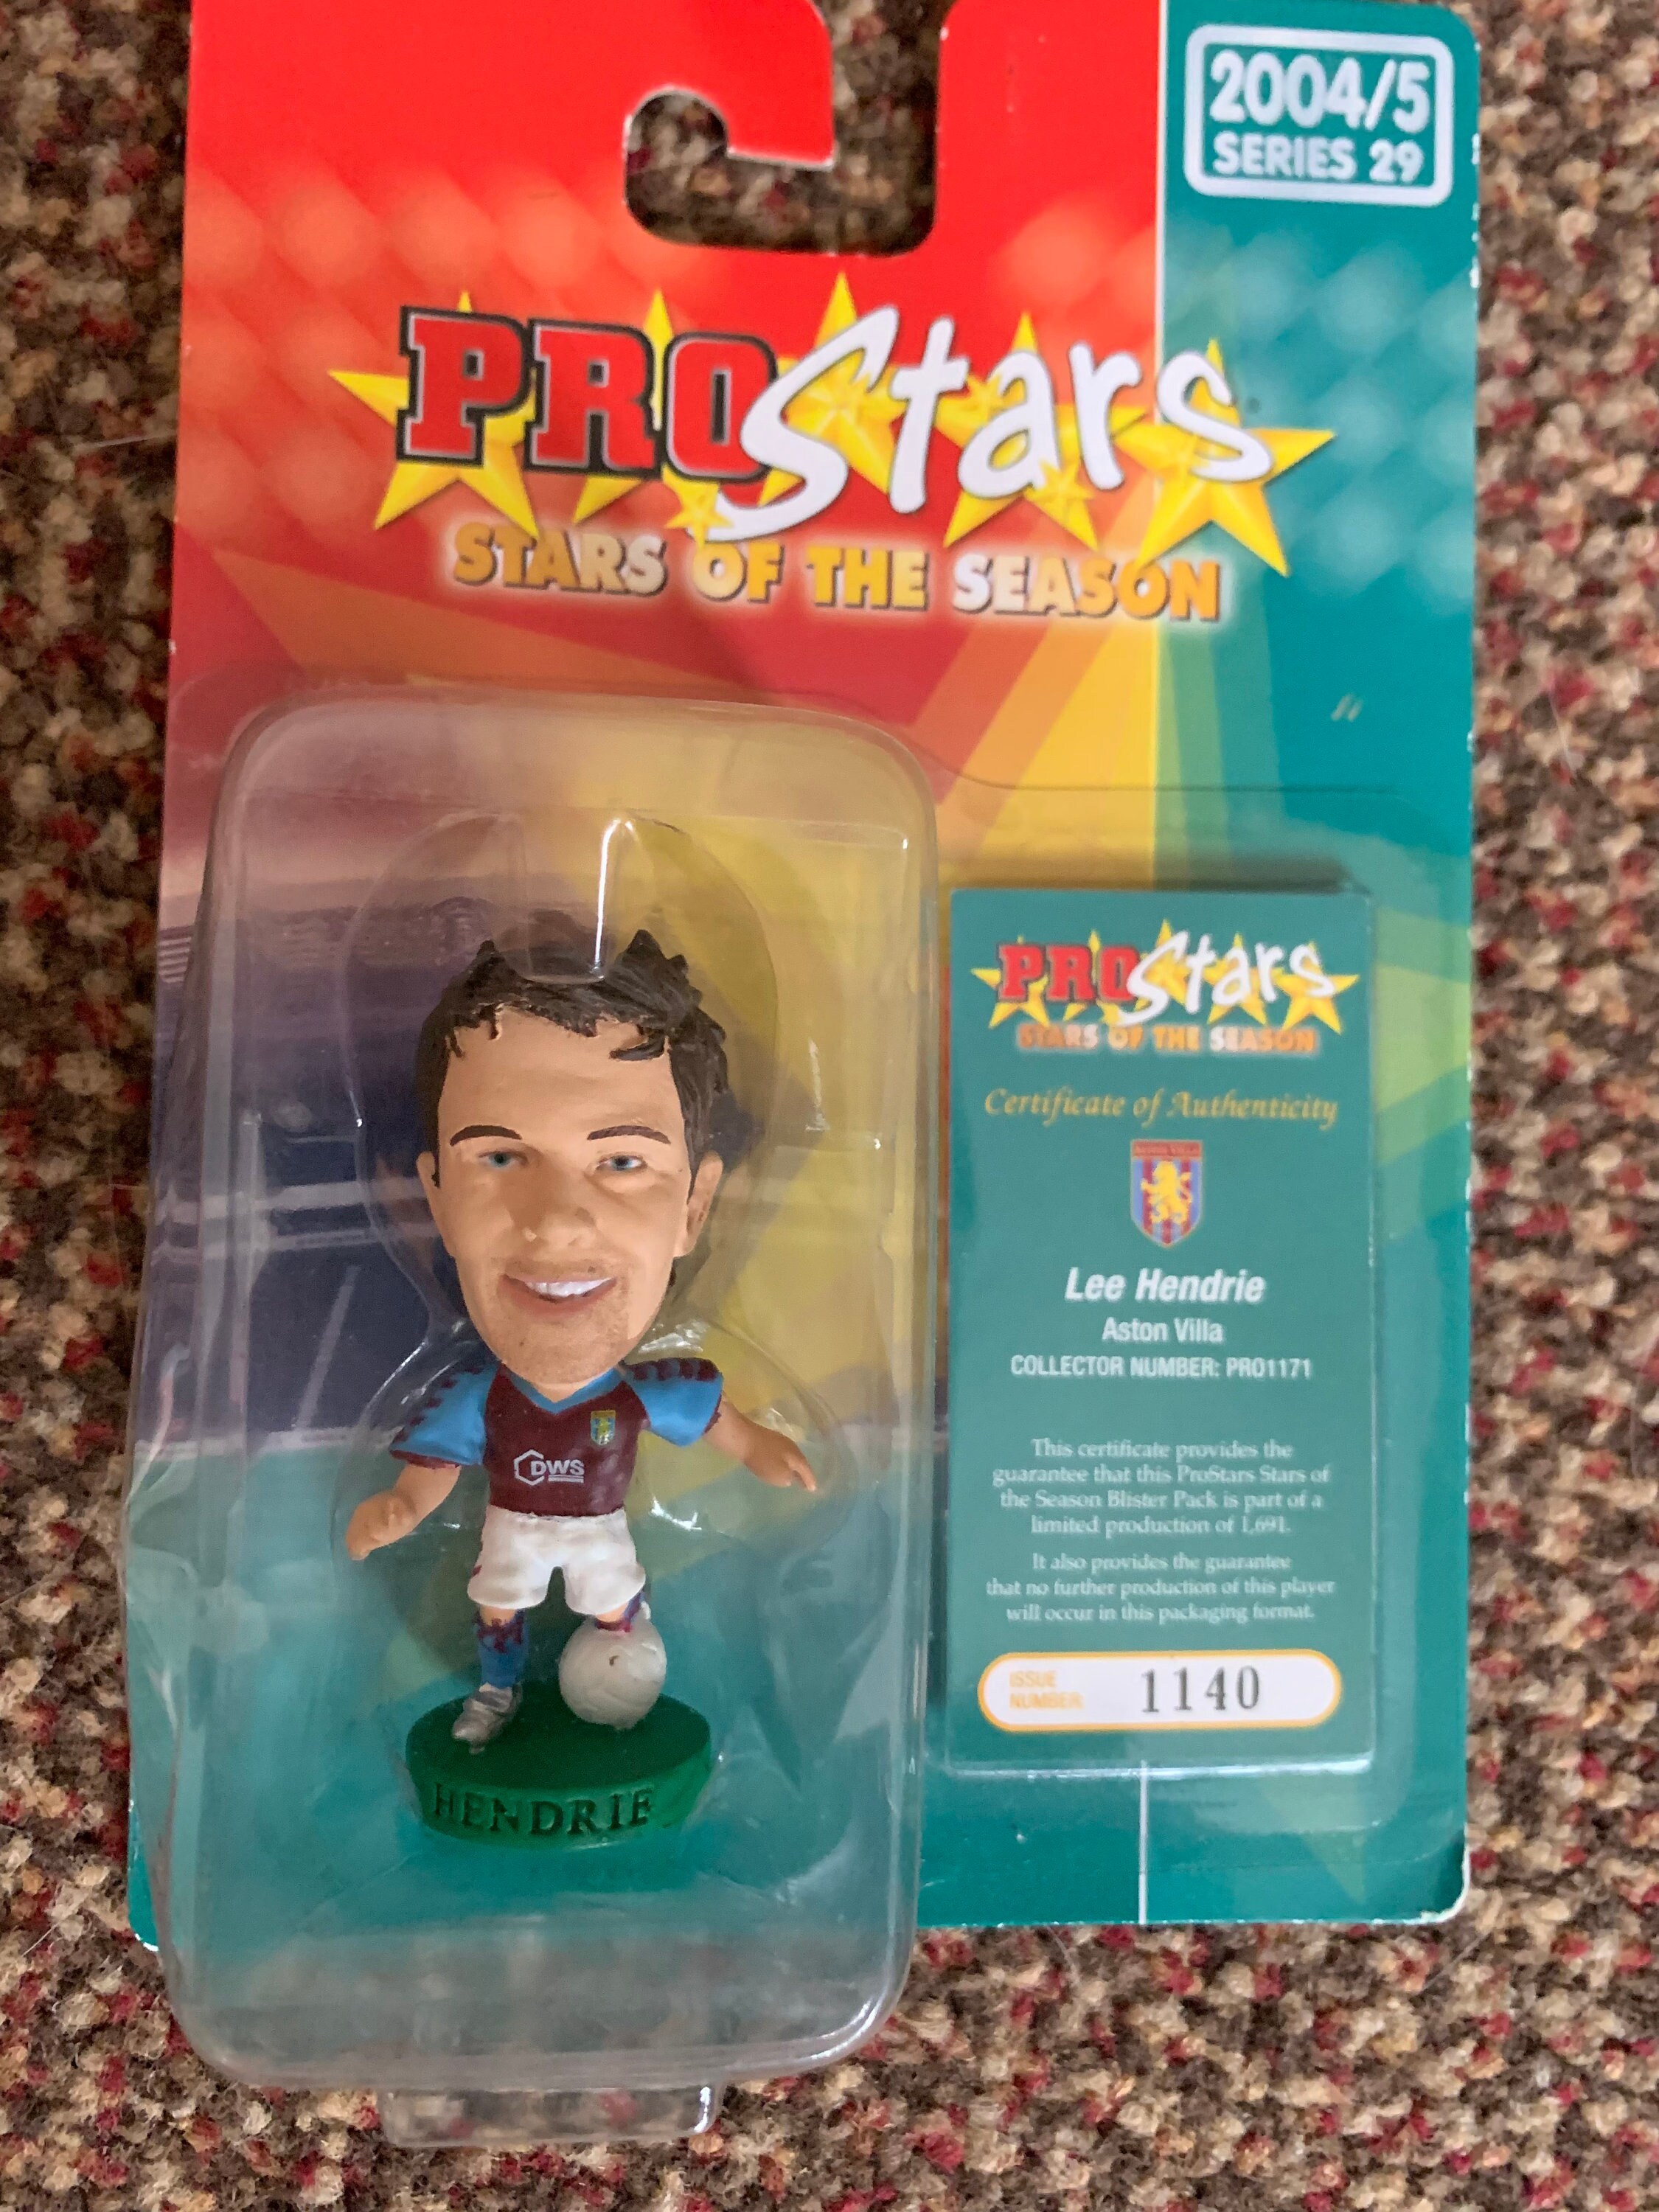 2004/5
SERIES 29
PROStars
STARS OF THE SEASON
PROStars
STARS OF THE SEASON
Certificate of Authenticity
ASTON VILLA
Lee Hendrie
Aston Villa
COLLECTOR NUMBER: PRO1171
This certificate provides the
guarantee that this ProStars Stars of
the Season Blister Pack is part of a
limited production of 1,691.
It also provides the guarantee
that no further production of this player
will occur in this packaging format.
ISSUE
NUMBER:
1140
DWS
HENDRIE